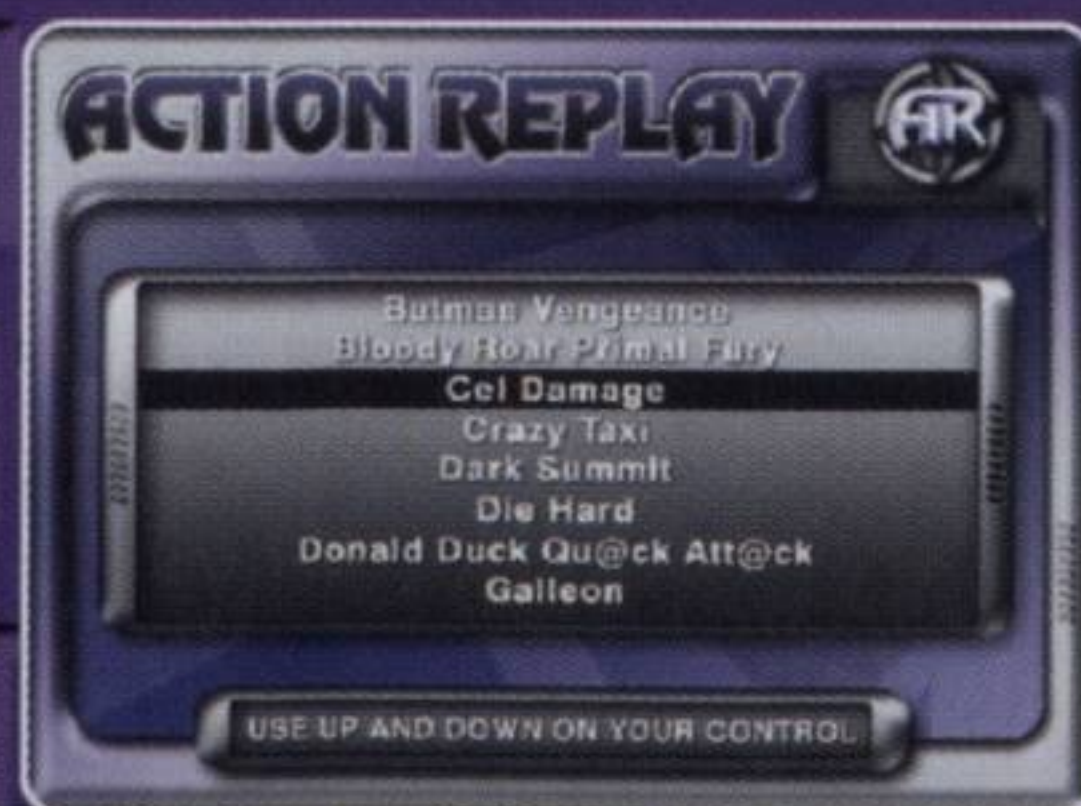 ACTION REPLAY
AR
Batman Vengeance
Bloody Roar Primal Fury
Cel Damage
Crazy Taxi
Dark Summit
Die Hard
Donald Duck Qu@ck Att@ck
Galleon
USE UP AND DOWN ON YOUR CONTROL